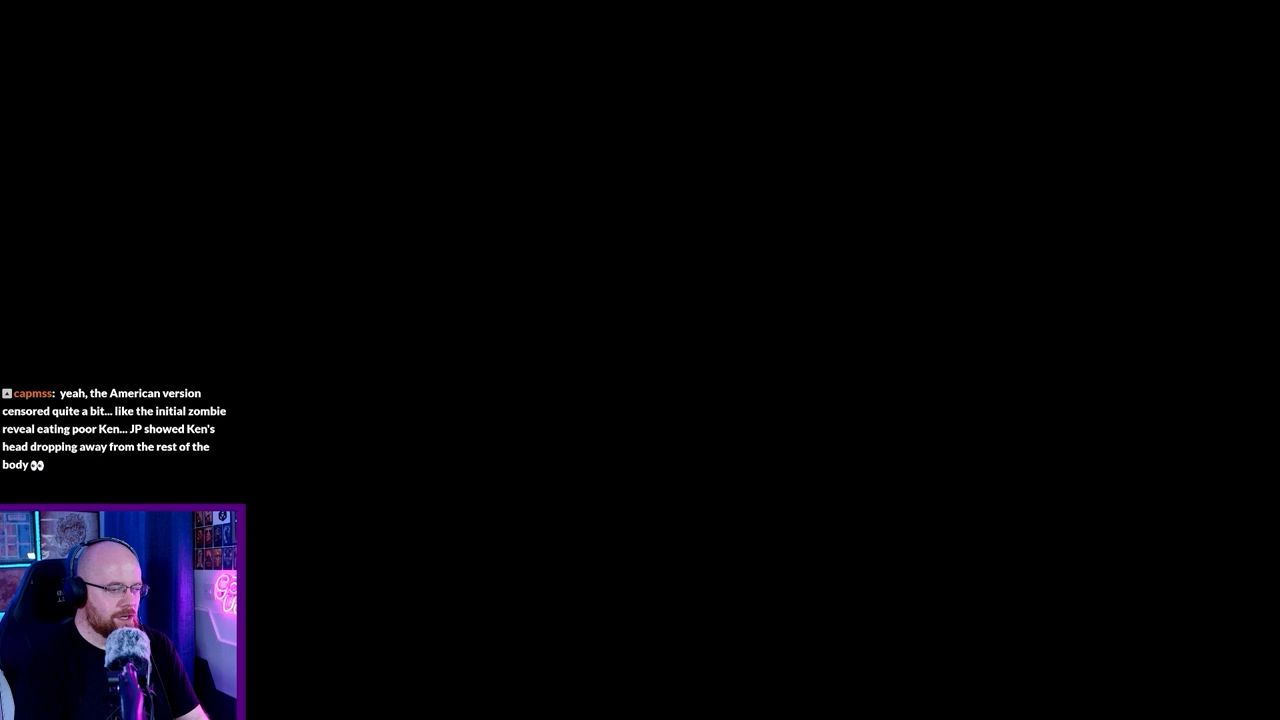 capmss: yeah, the American version
censored quite a bit... like the initial zombie
reveal eating poor Ken... JP showed Ken's
head dropping away from the rest of the
body 👀